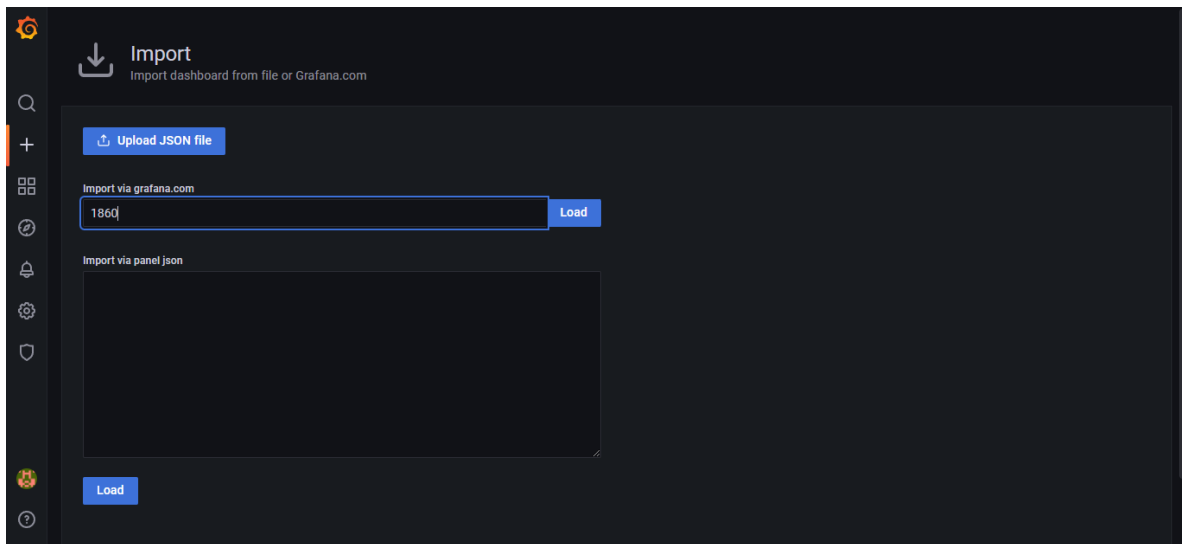 Import
Import dashboard from file or Grafana.com
Upload JSON file
Import via grafana.com
1860
Load
Import via panel json
Load